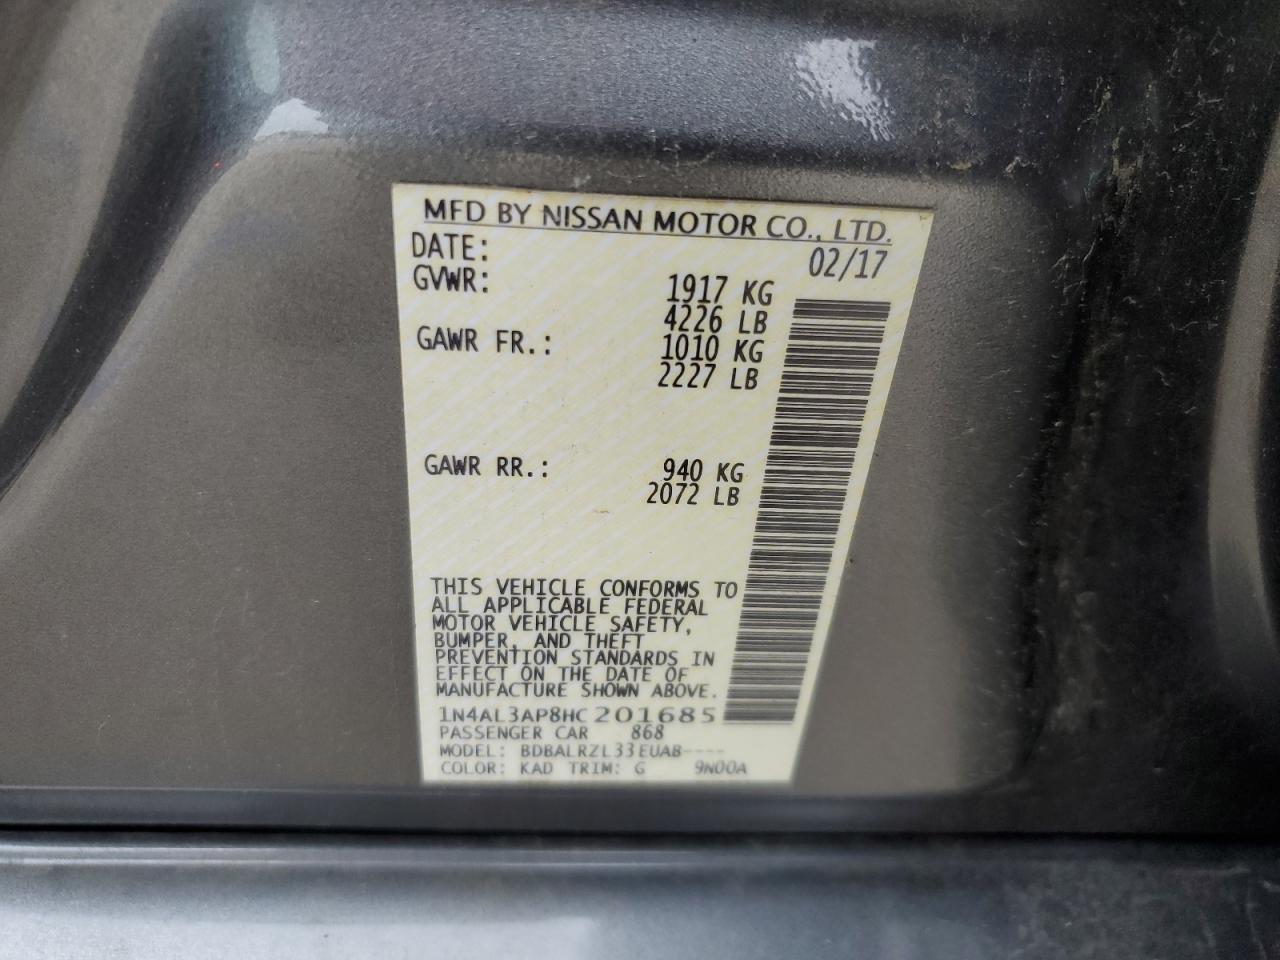 MFD BY NISSAN MOTOR CO., LTD.
DATE: 02/17
GVWR: 1917 KG
4226 LB
GAWR FR.: 1010 KG
2227 LB
GAWR RR.: 940 KG
2072 LB
THIS VEHICLE CONFORMS TO
ALL APPLICABLE FEDERAL
MOTOR VEHICLE SAFETY,
BUMPER, AND THEFT
PREVENTION STANDARDS IN
EFFECT ON THE DATE OF
MANUFACTURE SHOWN ABOVE.
1N4AL3AP8HC201685
PASSENGER CAR 868
MODEL: BDBALRZL33EUAB----
COLOR: KAD TRIM: G 9N00A